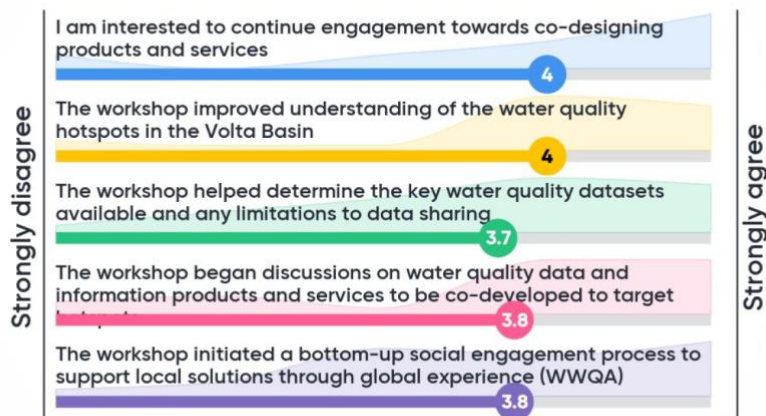 Strongly disagree
I am interested to continue engagement towards co-designing
products and services
4
The workshop improved understanding of the water quality
hotspots in the Volta Basin
4
The workshop helped determine the key water quality datasets
available and any limitations to data sharing
3.7
The workshop began discussions on water quality data and
information products and services to be co-developed to target
3.8
The workshop initiated a bottom-up social engagement process to
support local solutions through global experience (WWQA)
3.8
Strongly agree